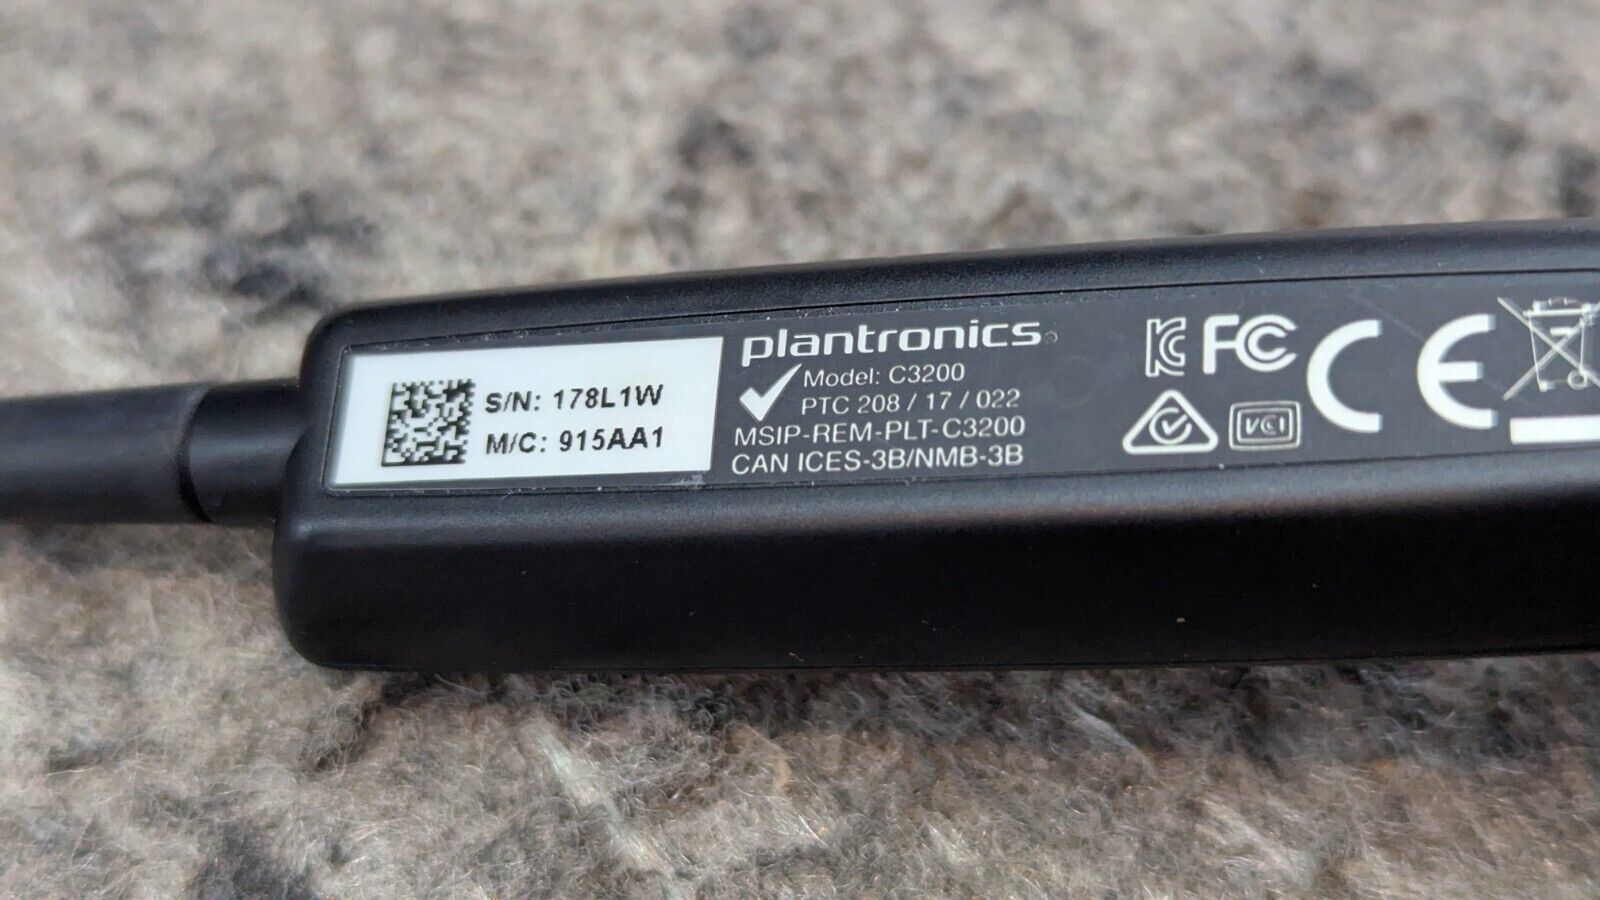 S/N: 178L1W
M/C: 915AA1
plantronics
Model: C3200
PTC 208 / 17 / 022
MSIP-REM-PLT-C3200
CAN ICES-3B/NMB-3B
FC
CE
VCI